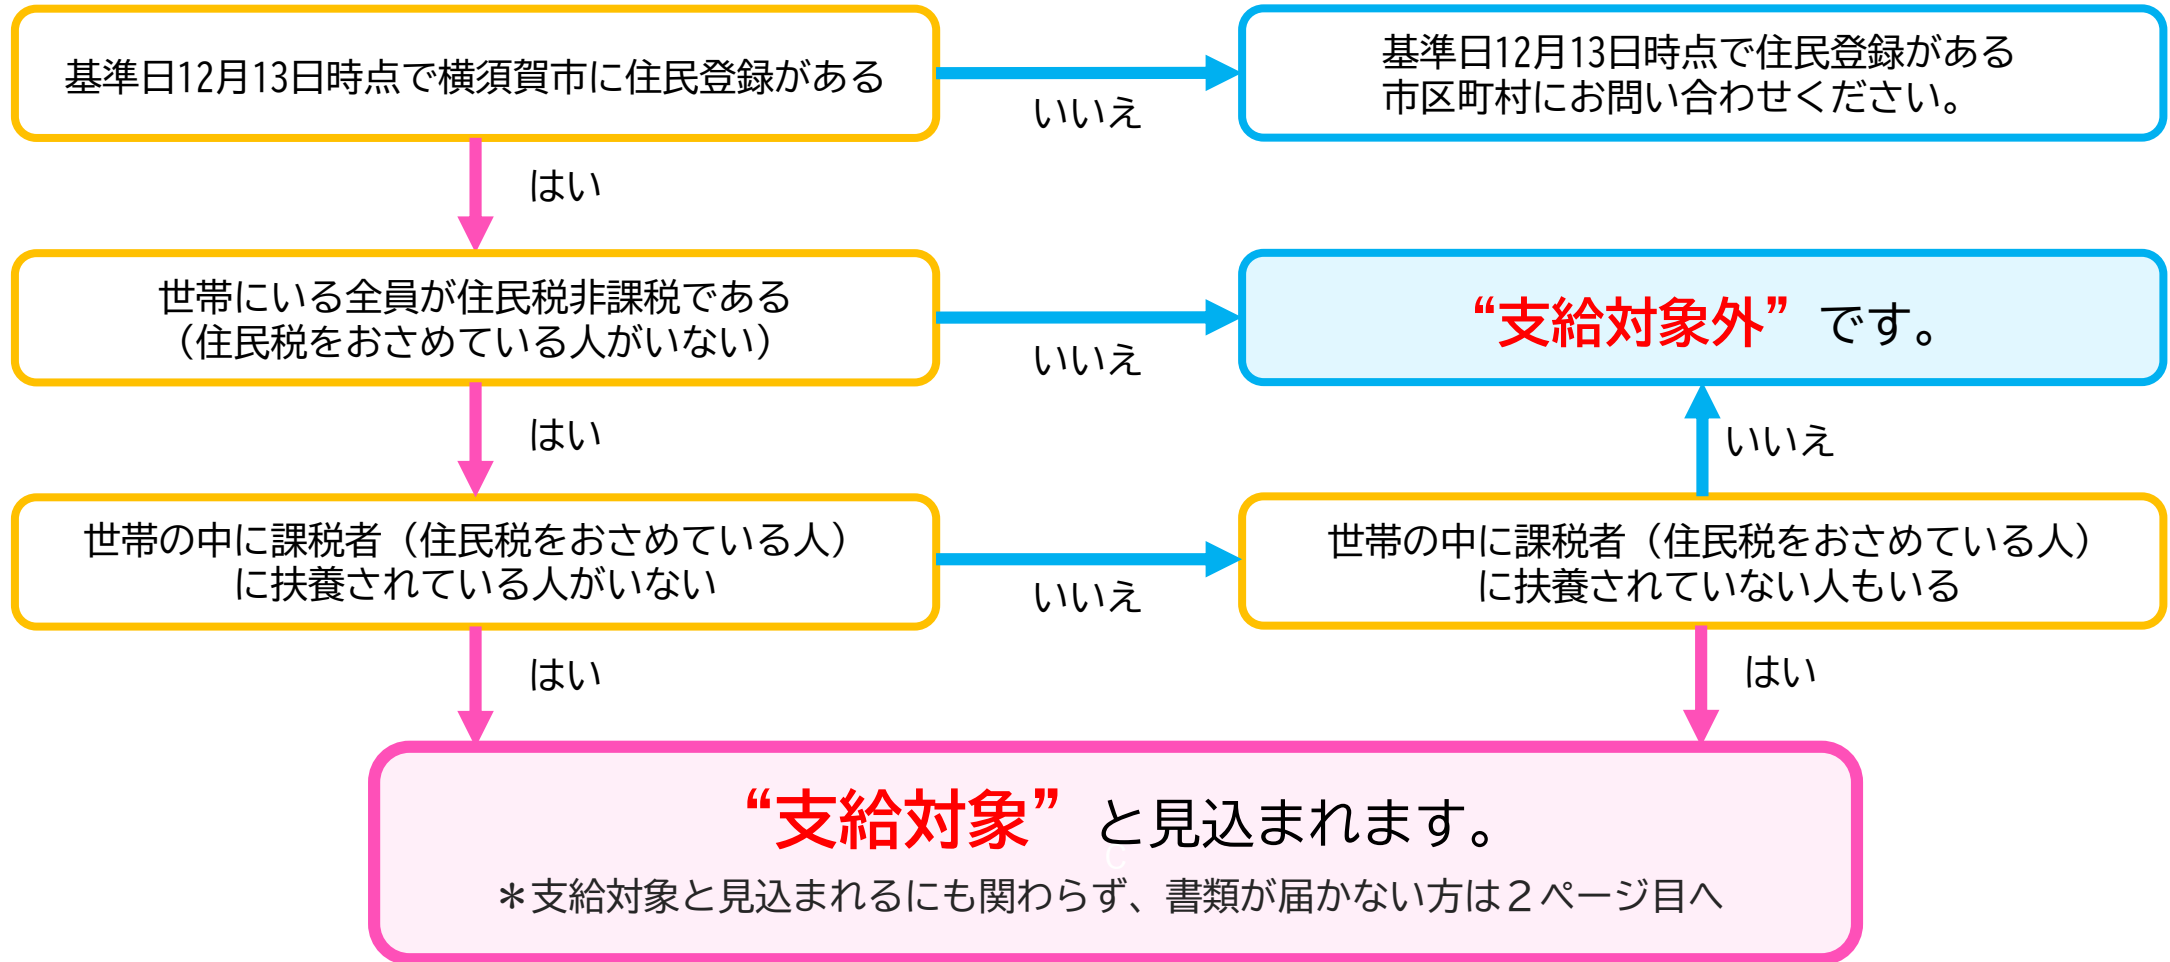 基準日12月13日時点で横須賀市に住民登録がある
いいえ
基準日12月13日時点で住民登録がある
市区町村にお問い合わせください。
はい
世帯にいる全員が住民税非課税である
（住民税をおさめている人がいない）
いいえ
“支給対象外” です。
はい
いいえ
世帯の中に課税者（住民税をおさめている人）
に扶養されている人がいない
いいえ
世帯の中に課税者（住民税をおさめている人）
に扶養されていない人もいる
はい
はい
“支給対象” と見込まれます。
＊支給対象と見込まれるにも関わらず、書類が届かない方は２ページ目へ